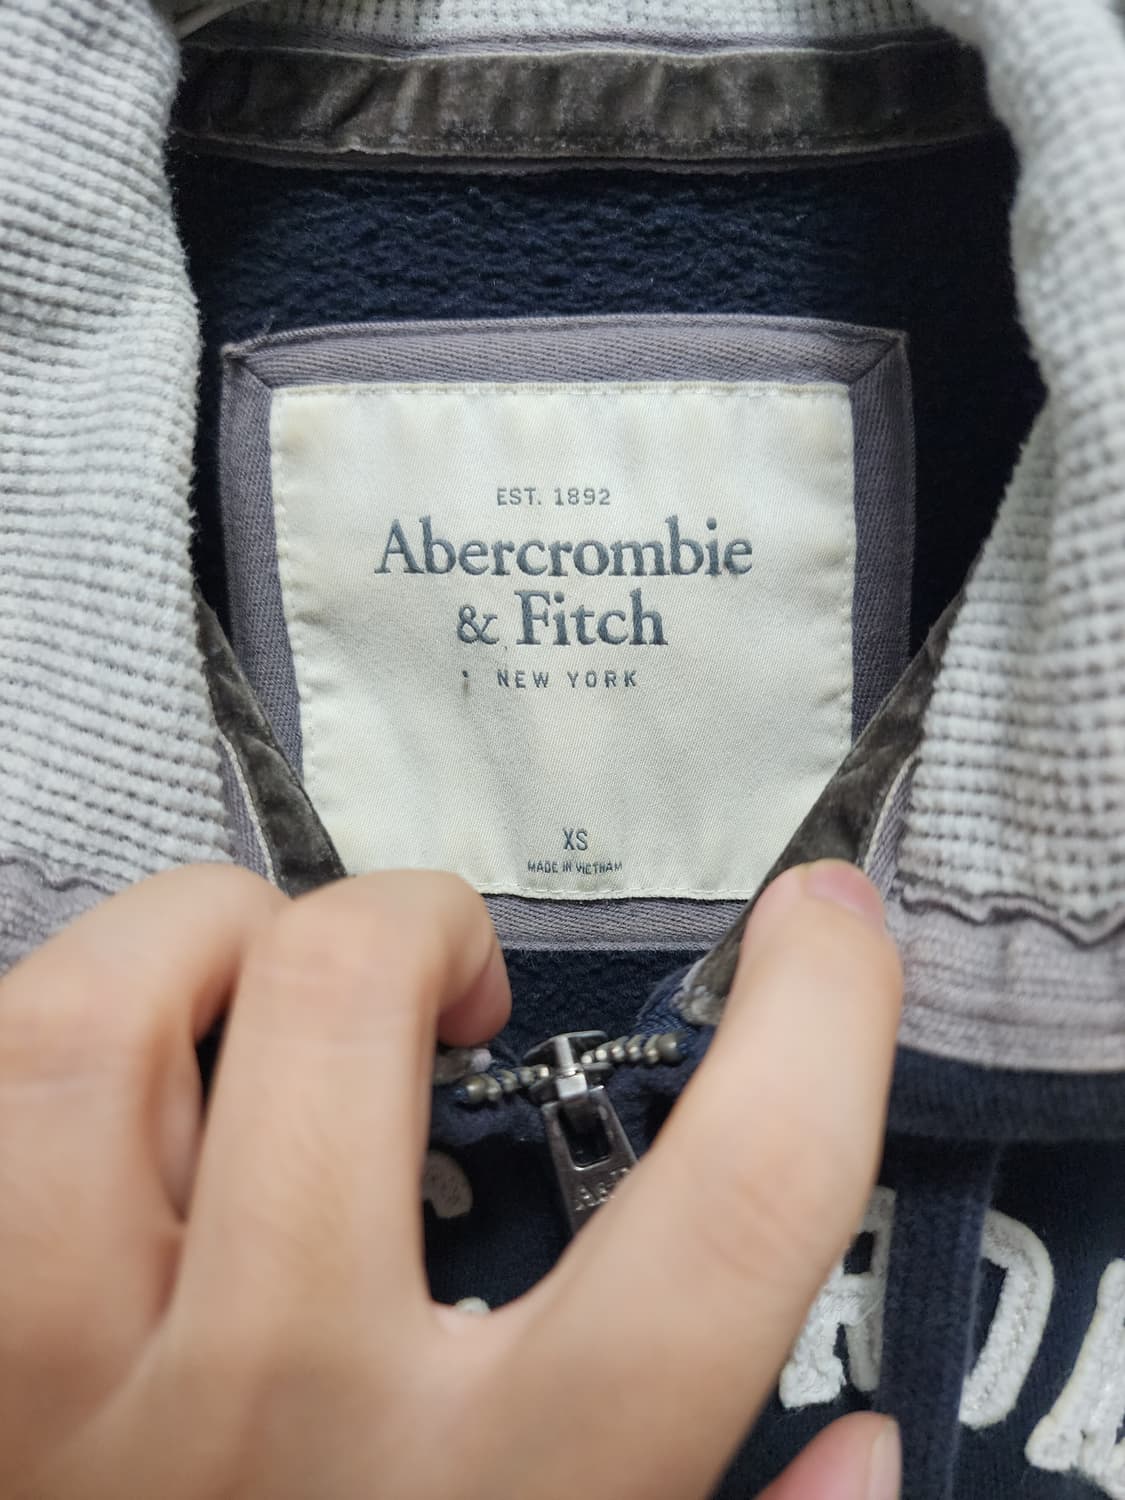 EST. 1892
Abercrombie
& Fitch
NEW YORK
XS
MADE IN VIETNAM